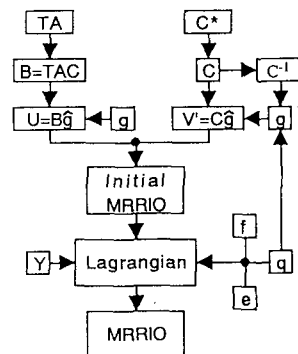 TA C*
B=TAC C C⁻¹
U=Bĝ g V'=Cĝ g
Initial
MRRIO
f
Y Lagrangian q
e
MRRIO